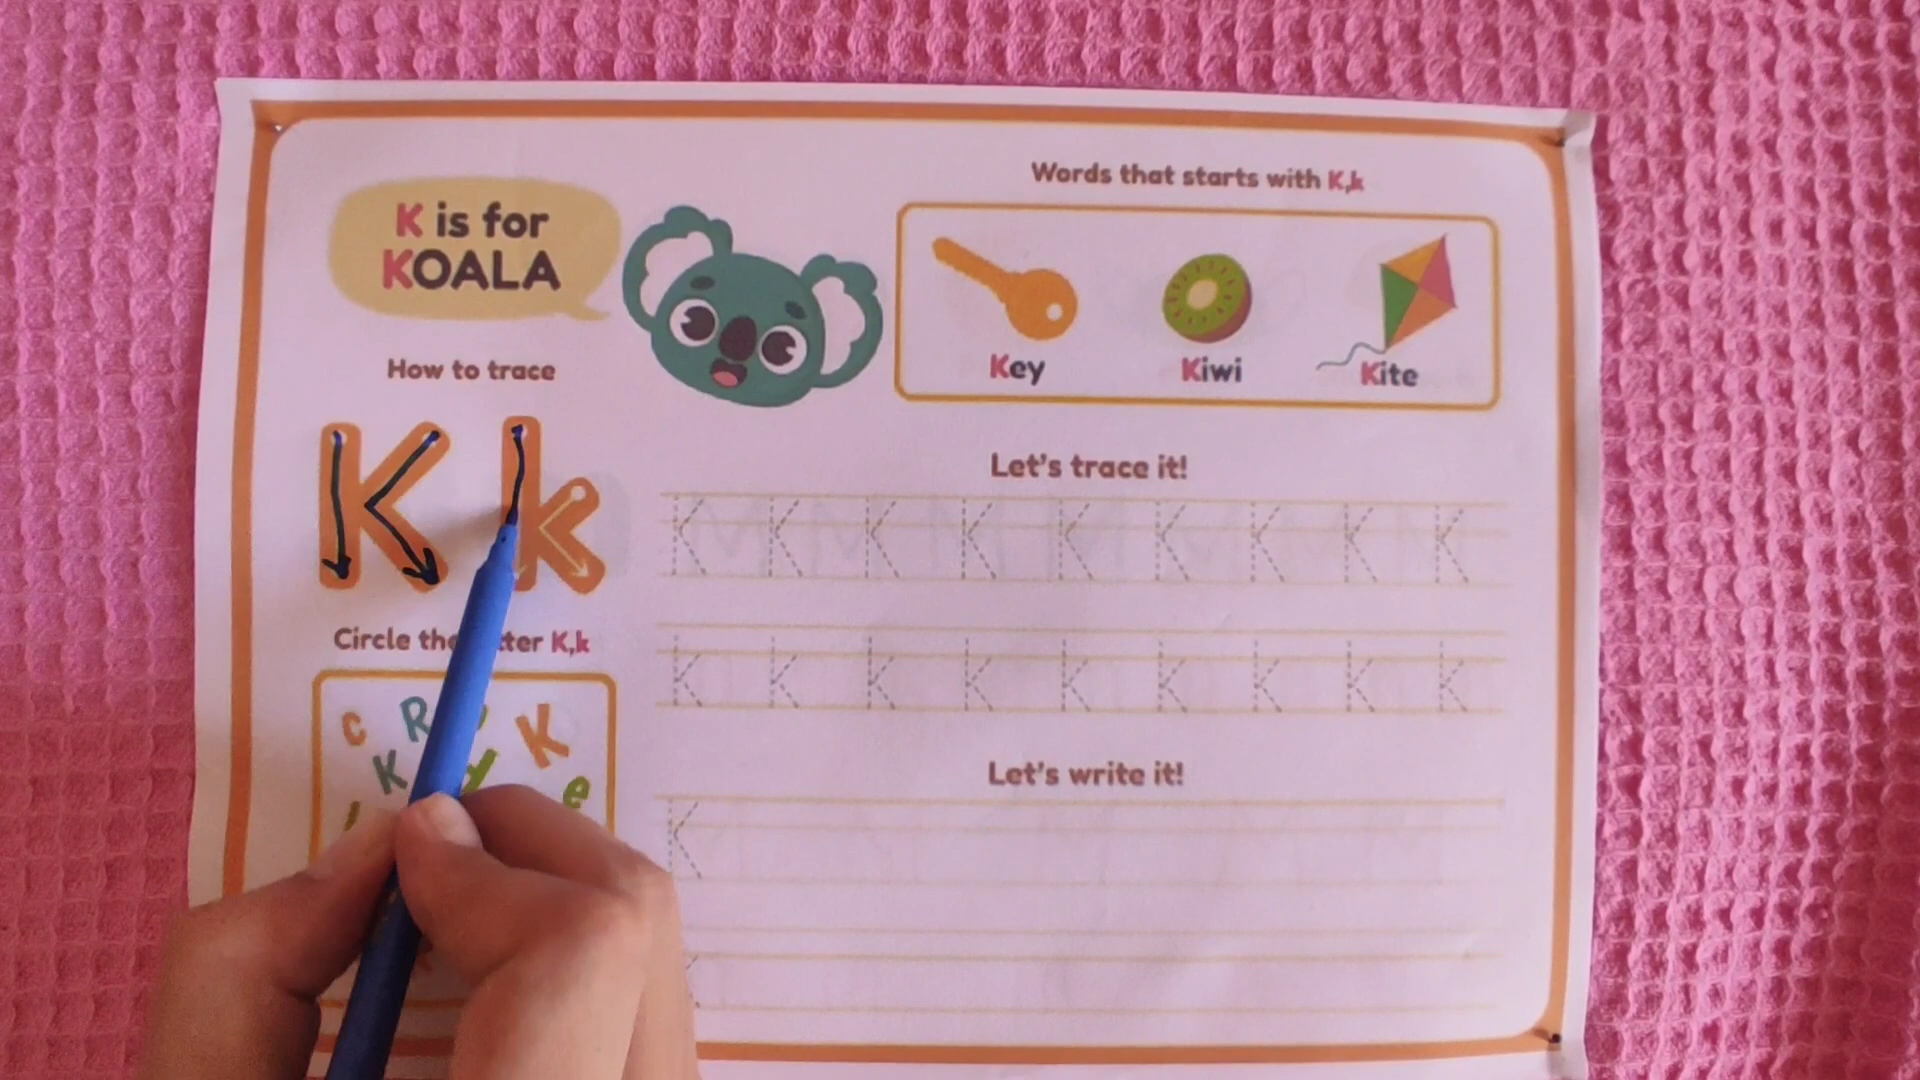 K is for
KOALA
Words that starts with K,k
Key Kiwi Kite
How to trace
K k
Let's trace it!
K K K K K K K K K
k k k k k k k k k
Circle K,k
c R K
K y e
Let's write it!
K